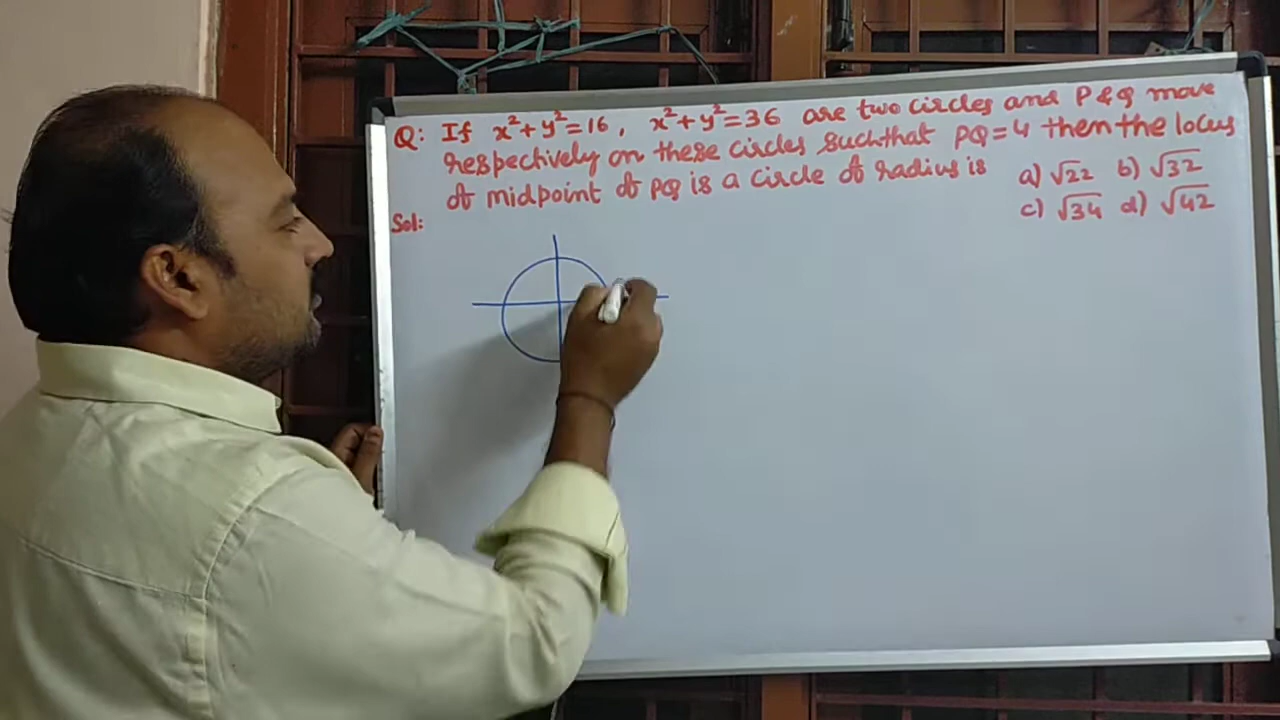 Q: If x²+y²=16, x²+y²=36 are two circles and P & Q move
respectively on these circles such that PQ=4 then the locus
of midpoint of PQ is a circle of radius is a) √22 b) √32
c) √34 d) √42
Sol: